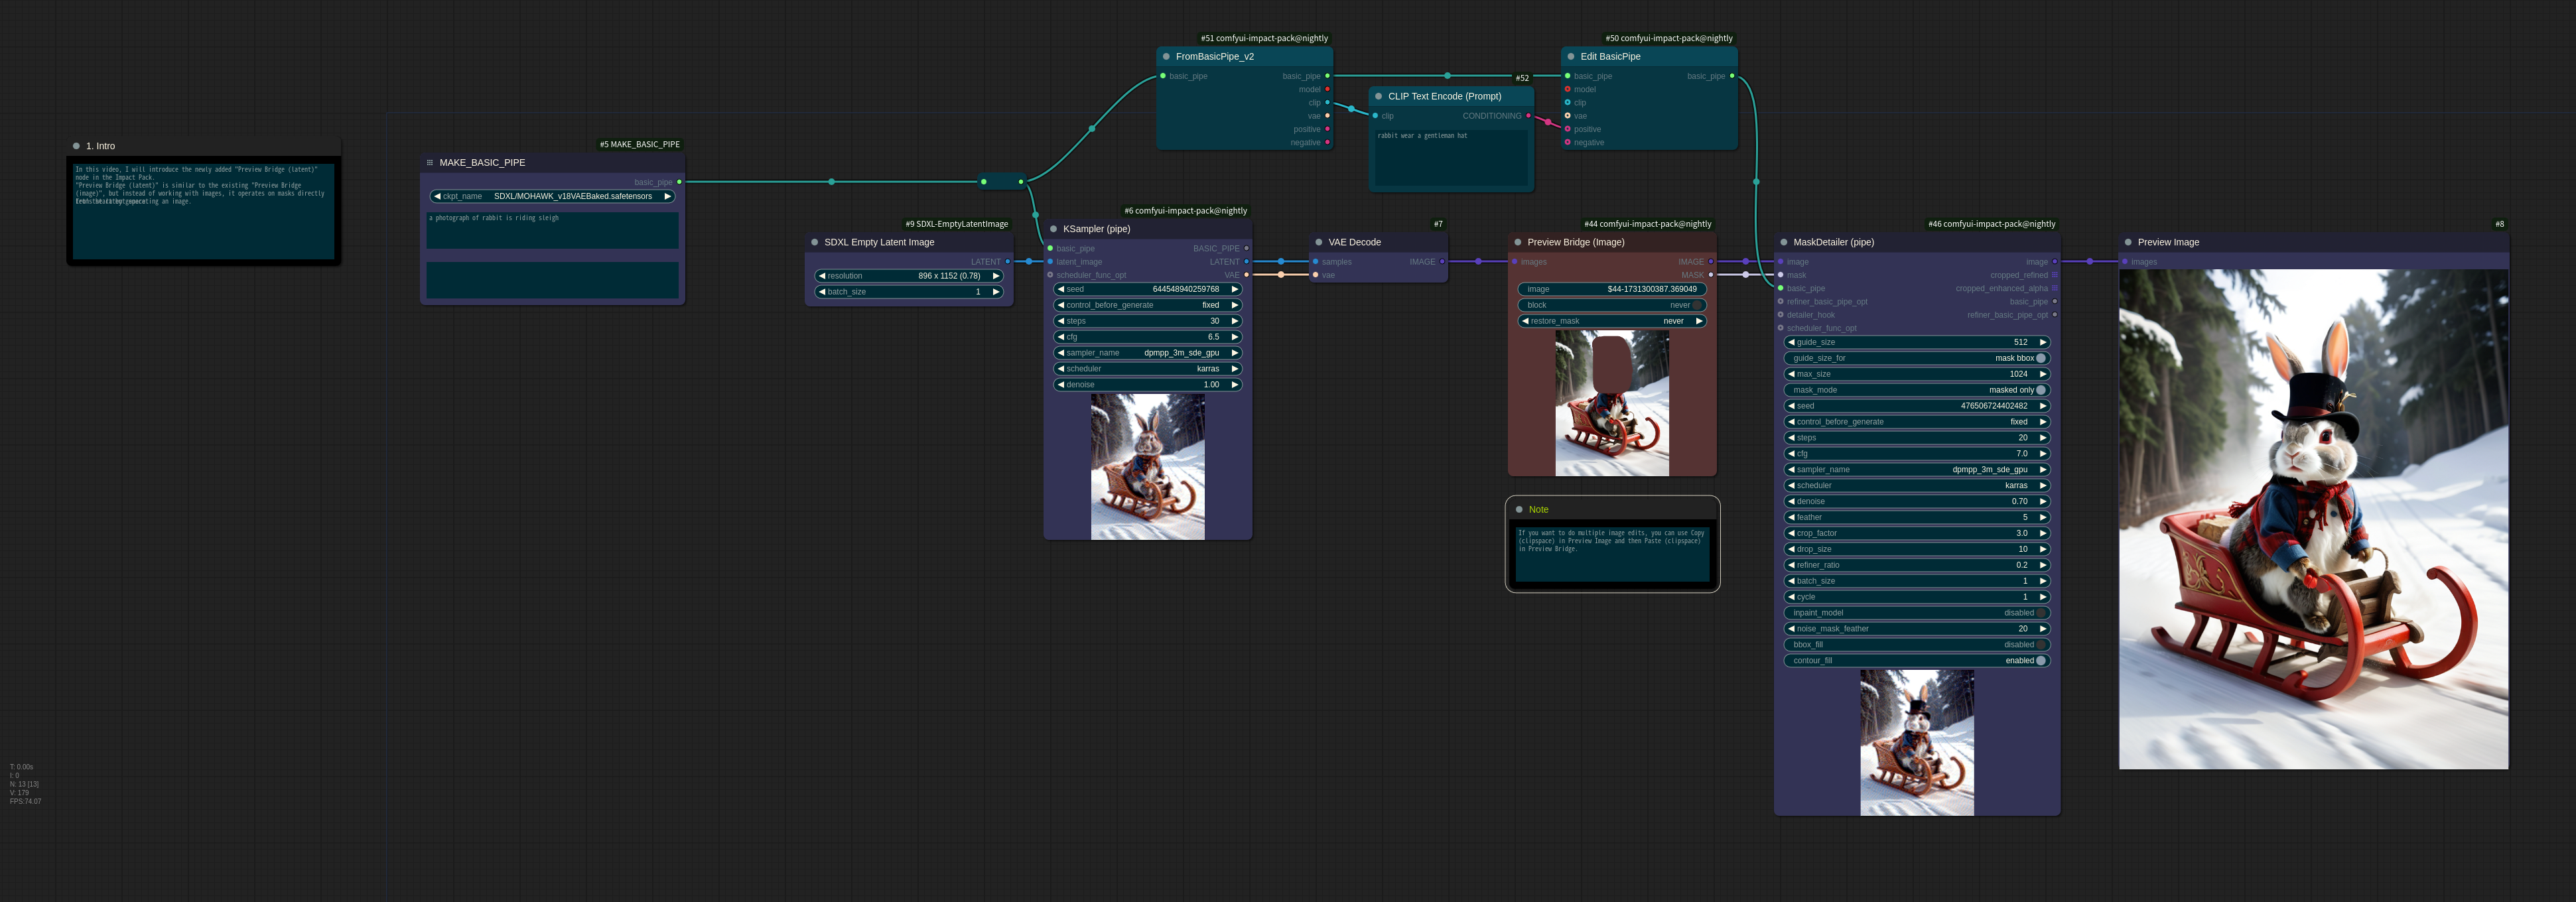 1. Intro
In this video, I will introduce the newly added "Preview Bridge (latent)"
node in the Impact Pack.
"Preview Bridge (latent)" is similar to the existing "Preview Bridge
(image)", but instead of working with images, it operates on masks directly
#5 MAKE_BASIC_PIPE
MAKE_BASIC_PIPE
basic_pipe
ckpt_name SDXL/MOHAWK_v18VAEBaked.safetensors
a photograph of rabbit is riding sleigh
#9 SDXL-EmptyLatentImage
SDXL Empty Latent Image
LATENT
resolution 896 x 1152 (0.78)
batch_size 1
#6 comfyui-impact-pack@nightly
KSampler (pipe)
basic_pipe BASIC_PIPE
latent_image LATENT
scheduler_func_opt VAE
seed 644548940259768
control_before_generate fixed
steps 30
cfg 6.5
sampler_name dpmpp_3m_sde_gpu
scheduler karras
denoise 1.00
#51 comfyui-impact-pack@nightly
FromBasicPipe_v2
basic_pipe basic_pipe
model
clip
vae
positive
negative
#52
CLIP Text Encode (Prompt)
clip CONDITIONING
rabbit wear a gentleman hat
#50 comfyui-impact-pack@nightly
Edit BasicPipe
basic_pipe basic_pipe
model
clip
vae
positive
negative
#7
VAE Decode
samples IMAGE
vae
#44 comfyui-impact-pack@nightly
Preview Bridge (Image)
images IMAGE
MASK
image $44-1731300387.369049
block never
restore_mask never
Note
If you want to do multiple image edits, you can use Copy
(clipspace) in Preview Image and then Paste (clipspace)
in Preview Bridge.
#46 comfyui-impact-pack@nightly
MaskDetailer (pipe)
image image
mask cropped_refined
basic_pipe cropped_enhanced_alpha
refiner_basic_pipe_opt basic_pipe
detailer_hook refiner_basic_pipe_opt
scheduler_func_opt
guide_size 512
guide_size_for mask bbox
max_size 1024
mask_mode masked only
seed 476506724402482
control_before_generate fixed
steps 20
cfg 7.0
sampler_name dpmpp_3m_sde_gpu
scheduler karras
denoise 0.70
feather 5
crop_factor 3.0
drop_size 10
refiner_ratio 0.2
batch_size 1
cycle 1
inpaint_model disabled
noise_mask_feather 20
bbox_fill disabled
contour_fill enabled
#8
Preview Image
images
T: 0.00s
I: 0
N: 13 [13]
V: 179
FPS:74.07